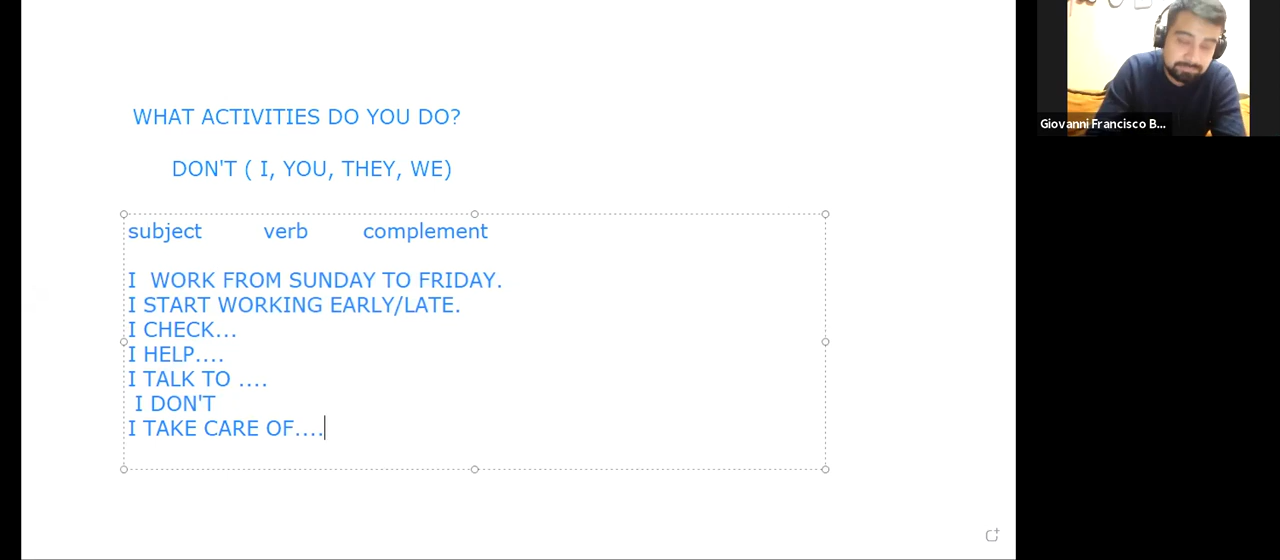 WHAT ACTIVITIES DO YOU DO?
DON'T ( I, YOU, THEY, WE)
subject verb complement
I WORK FROM SUNDAY TO FRIDAY.
I START WORKING EARLY/LATE.
I CHECK...
I HELP....
I TALK TO ....
I DON'T
I TAKE CARE OF....
Giovanni Francisco B...